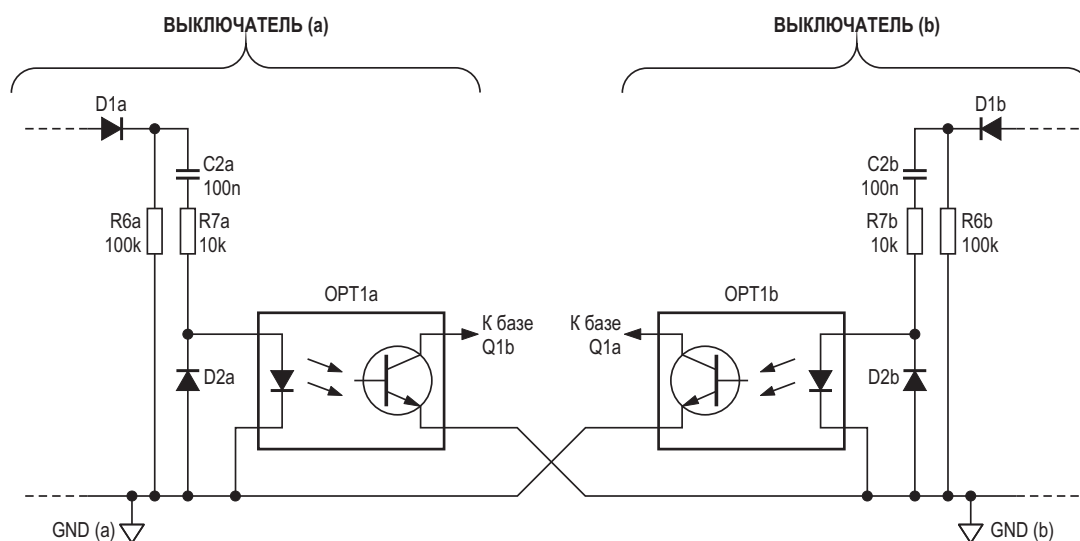 ВЫКЛЮЧАТЕЛЬ (a)
ВЫКЛЮЧАТЕЛЬ (b)
D1a
D1b
C2a
100n
C2b
100n
R6a
100k
R7a
10k
R7b
10k
R6b
100k
OPT1a
OPT1b
К базе
Q1b
К базе
Q1a
D2a
D2b
GND (a)
GND (b)